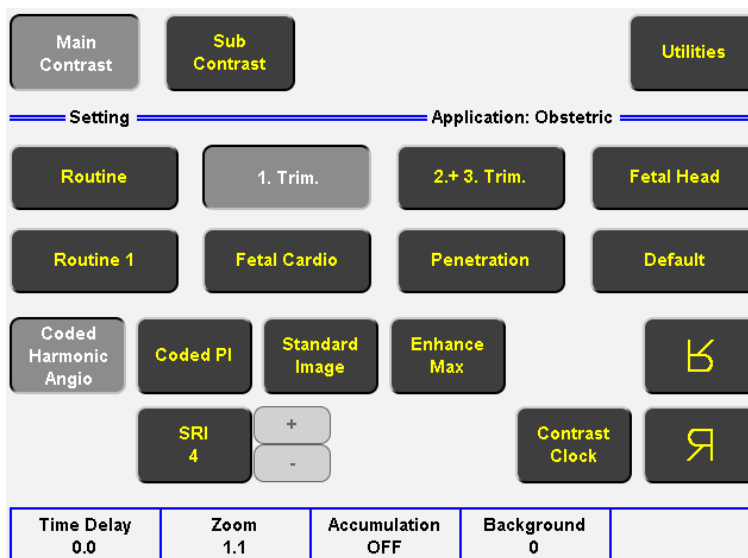 Main
Contrast
Sub
Contrast
Utilities
Setting
Application: Obstetric
Routine
1. Trim.
2.+ 3. Trim.
Fetal Head
Routine 1
Fetal Cardio
Penetration
Default
Coded
Harmonic
Angio
Coded PI
Standard
Image
Enhance
Max
R
SRI
4
+
-
Contrast
Clock
R
Time Delay
0.0
Zoom
1.1
Accumulation
OFF
Background
0